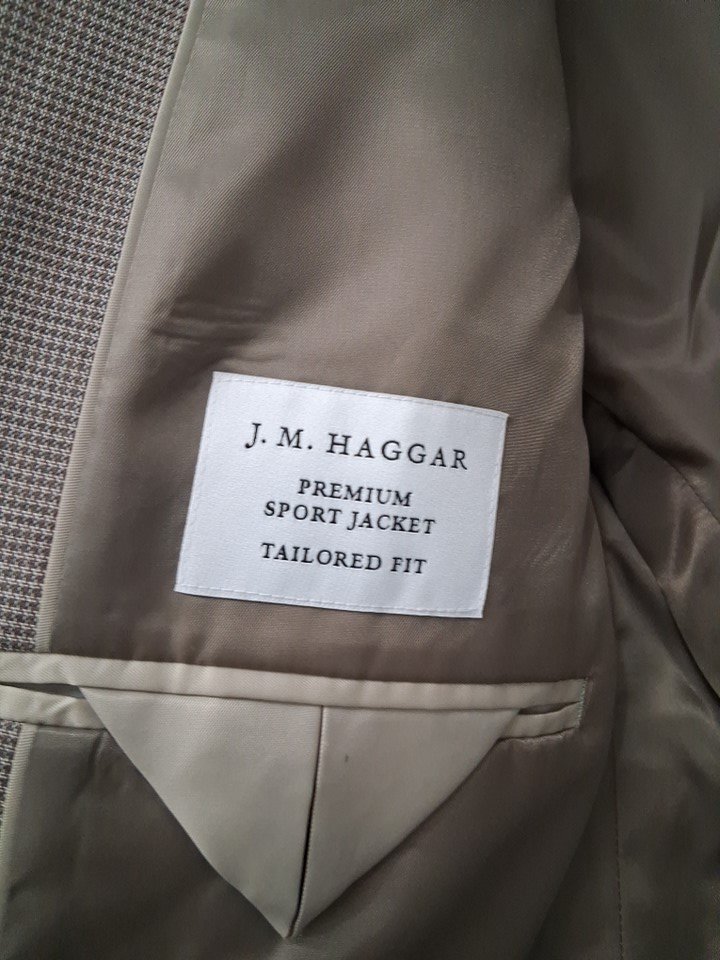 J. M. HAGGAR
PREMIUM
SPORT JACKET
TAILORED FIT